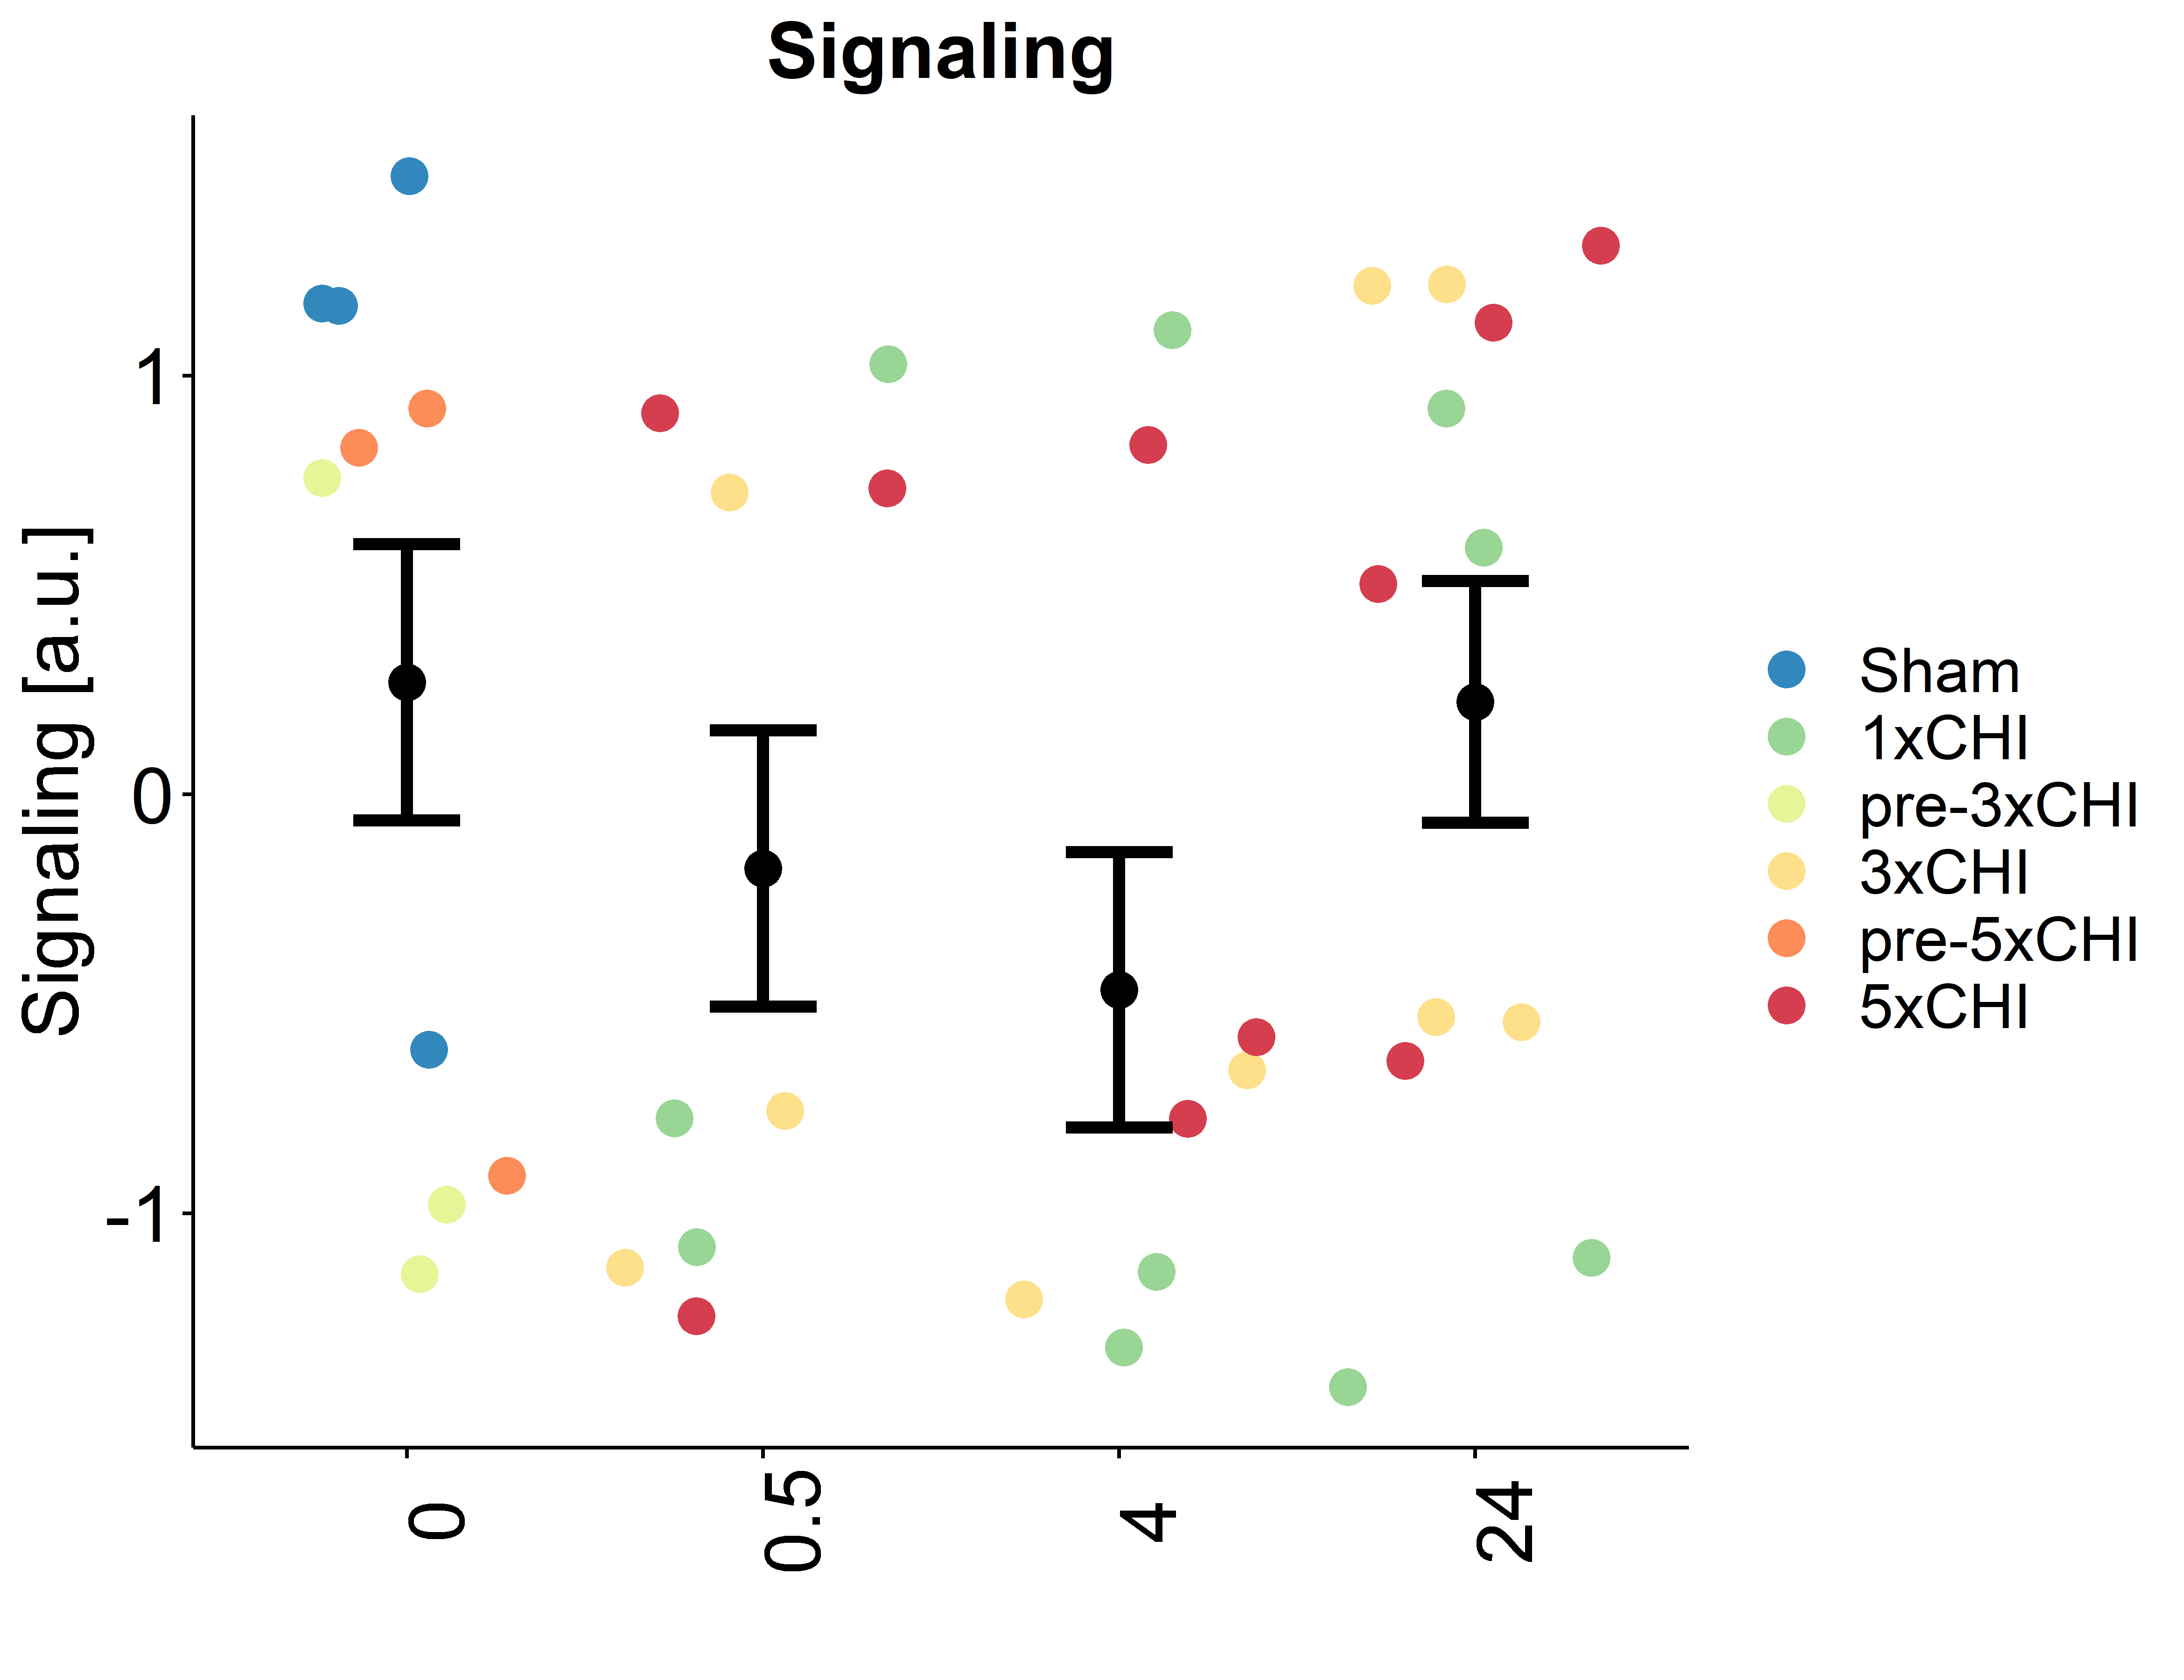 Signaling
Signaling [a.u.]
1
0
-1
0
0.5
4
24
Sham
1xCHI
pre-3xCHI
3xCHI
pre-5xCHI
5xCHI